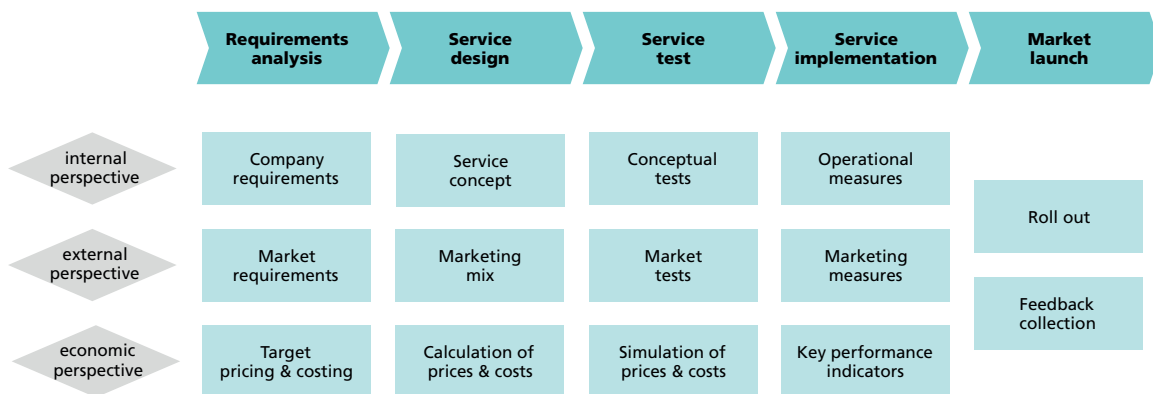 Requirements
analysis
Service
design
Service
test
Service
implementation
Market
launch
internal
perspective
Company
requirements
Service
concept
Conceptual
tests
Operational
measures
Roll out
external
perspective
Market
requirements
Marketing
mix
Market
tests
Marketing
measures
Feedback
collection
economic
perspective
Target
pricing & costing
Calculation of
prices & costs
Simulation of
prices & costs
Key performance
indicators